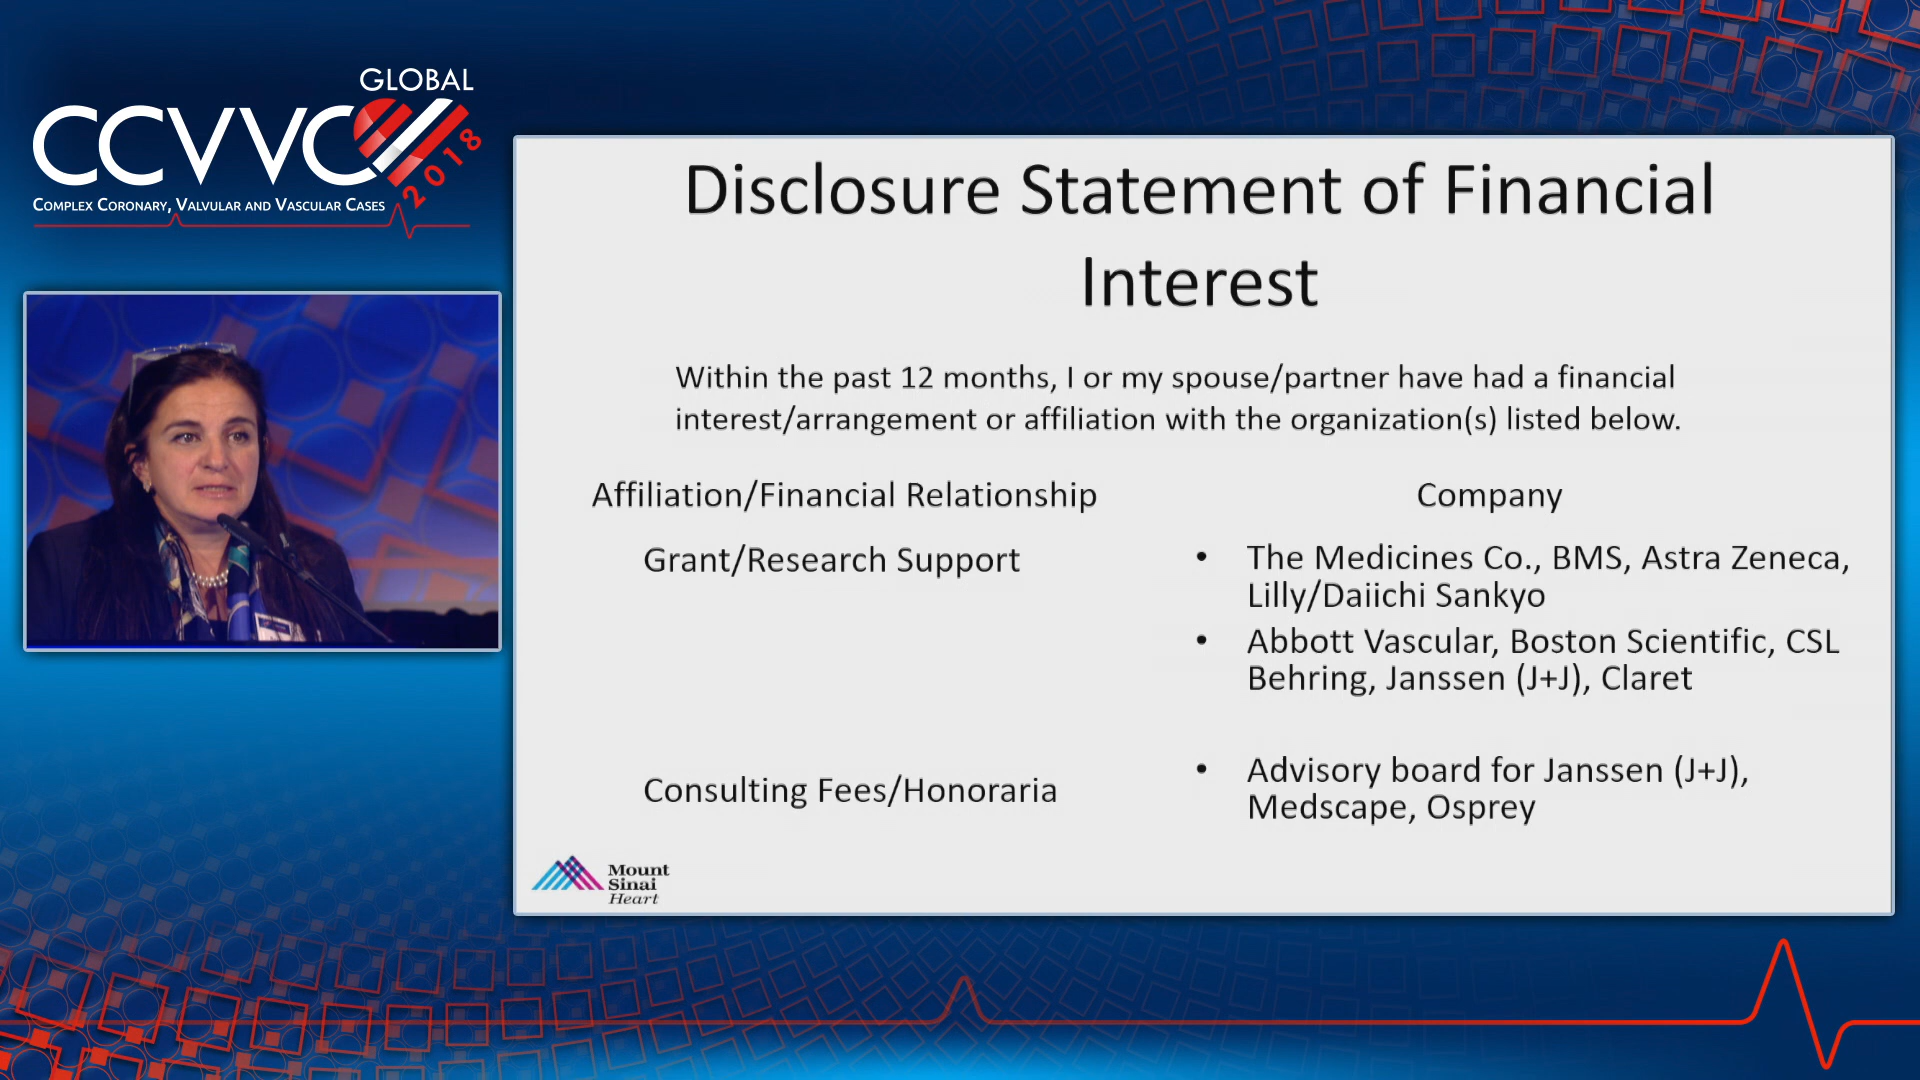 GLOBAL
CCVVC
2018
COMPLEX CORONARY, VALVULAR AND VASCULAR CASES
Disclosure Statement of Financial
Interest
Within the past 12 months, I or my spouse/partner have had a financial
interest/arrangement or affiliation with the organization(s) listed below.
Affiliation/Financial Relationship
Company
Grant/Research Support
• The Medicines Co., BMS, Astra Zeneca,
Lilly/Daiichi Sankyo
• Abbott Vascular, Boston Scientific, CSL
Behring, Janssen (J+J), Claret
Consulting Fees/Honoraria
• Advisory board for Janssen (J+J),
Medscape, Osprey
Mount
Sinai
Heart